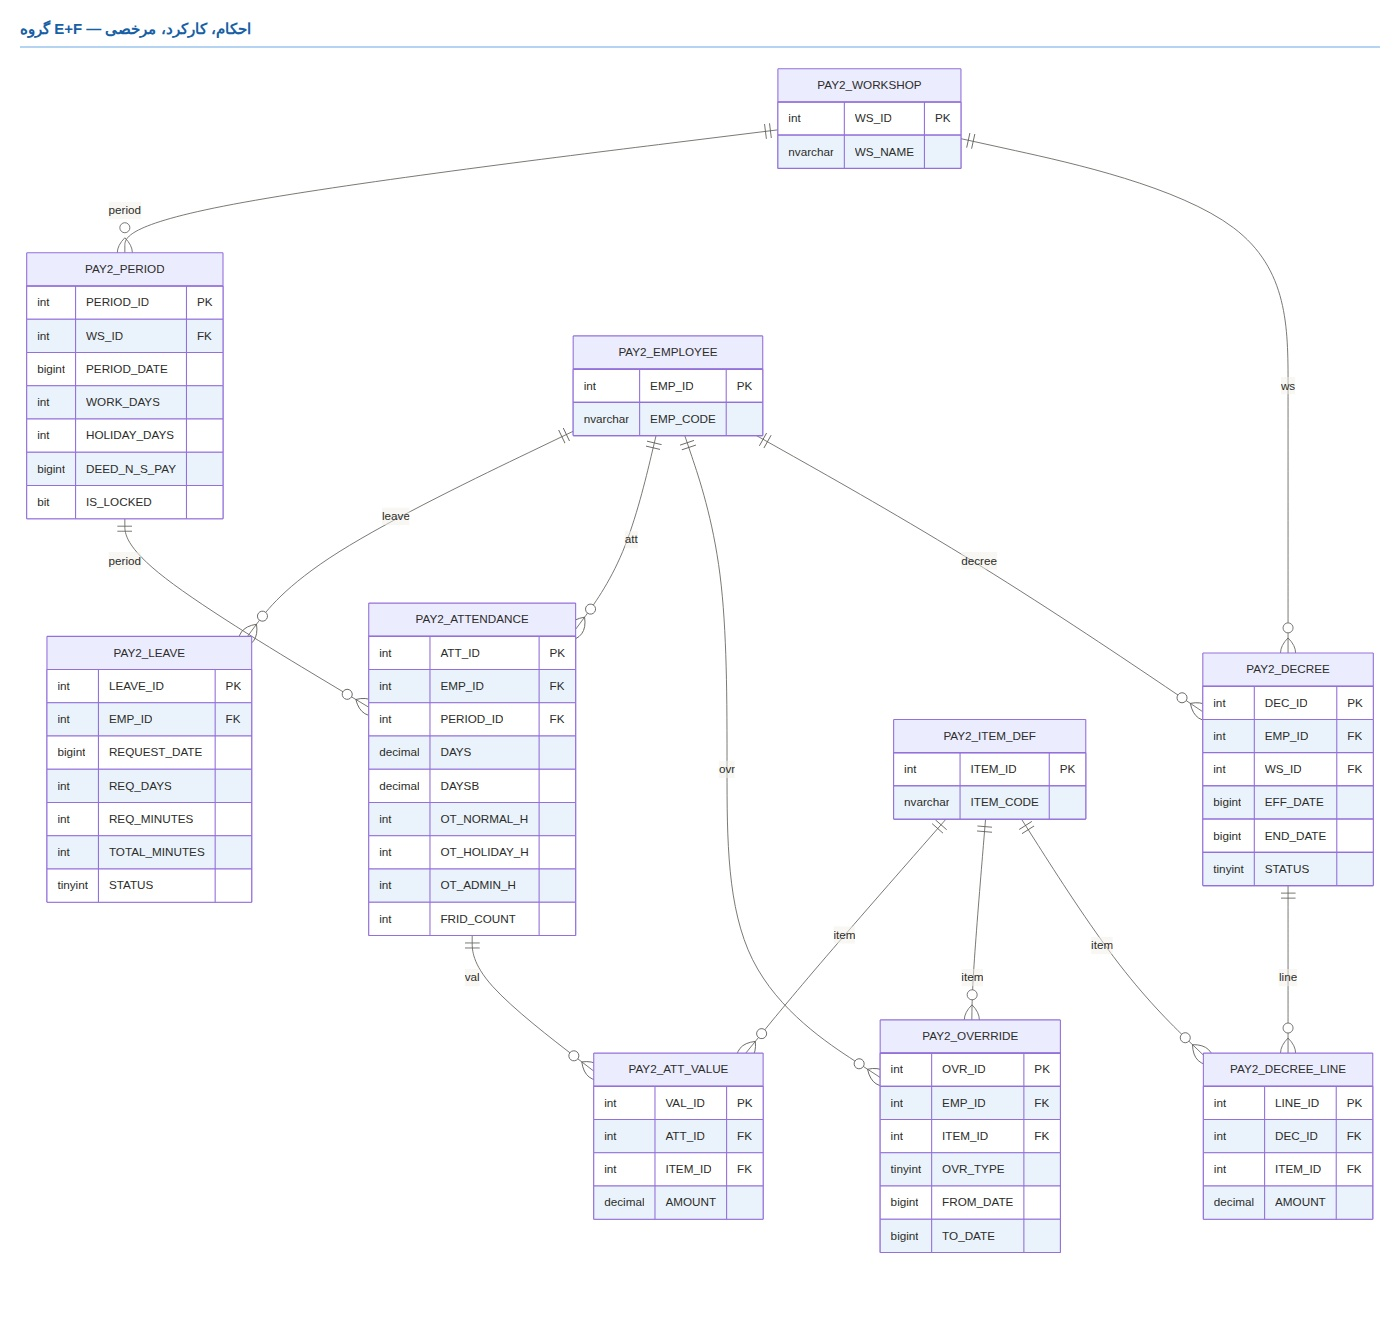 گروه E+F — احکام، کارکرد، مرخصی
PAY2_WORKSHOP
int WS_ID PK
nvarchar WS_NAME
period
ws
PAY2_PERIOD
int PERIOD_ID PK
int WS_ID FK
bigint PERIOD_DATE
int WORK_DAYS
int HOLIDAY_DAYS
bigint DEED_N_S_PAY
bit IS_LOCKED
PAY2_EMPLOYEE
int EMP_ID PK
nvarchar EMP_CODE
leave
att
decree
period
ovr
PAY2_LEAVE
int LEAVE_ID PK
int EMP_ID FK
bigint REQUEST_DATE
int REQ_DAYS
int REQ_MINUTES
int TOTAL_MINUTES
tinyint STATUS
PAY2_ATTENDANCE
int ATT_ID PK
int EMP_ID FK
int PERIOD_ID FK
decimal DAYS
decimal DAYSB
int OT_NORMAL_H
int OT_HOLIDAY_H
int OT_ADMIN_H
int FRID_COUNT
PAY2_ITEM_DEF
int ITEM_ID PK
nvarchar ITEM_CODE
PAY2_DECREE
int DEC_ID PK
int EMP_ID FK
int WS_ID FK
bigint EFF_DATE
bigint END_DATE
tinyint STATUS
val
item
item
item
line
PAY2_ATT_VALUE
int VAL_ID PK
int ATT_ID FK
int ITEM_ID FK
decimal AMOUNT
PAY2_OVERRIDE
int OVR_ID PK
int EMP_ID FK
int ITEM_ID FK
tinyint OVR_TYPE
bigint FROM_DATE
bigint TO_DATE
PAY2_DECREE_LINE
int LINE_ID PK
int DEC_ID FK
int ITEM_ID FK
decimal AMOUNT